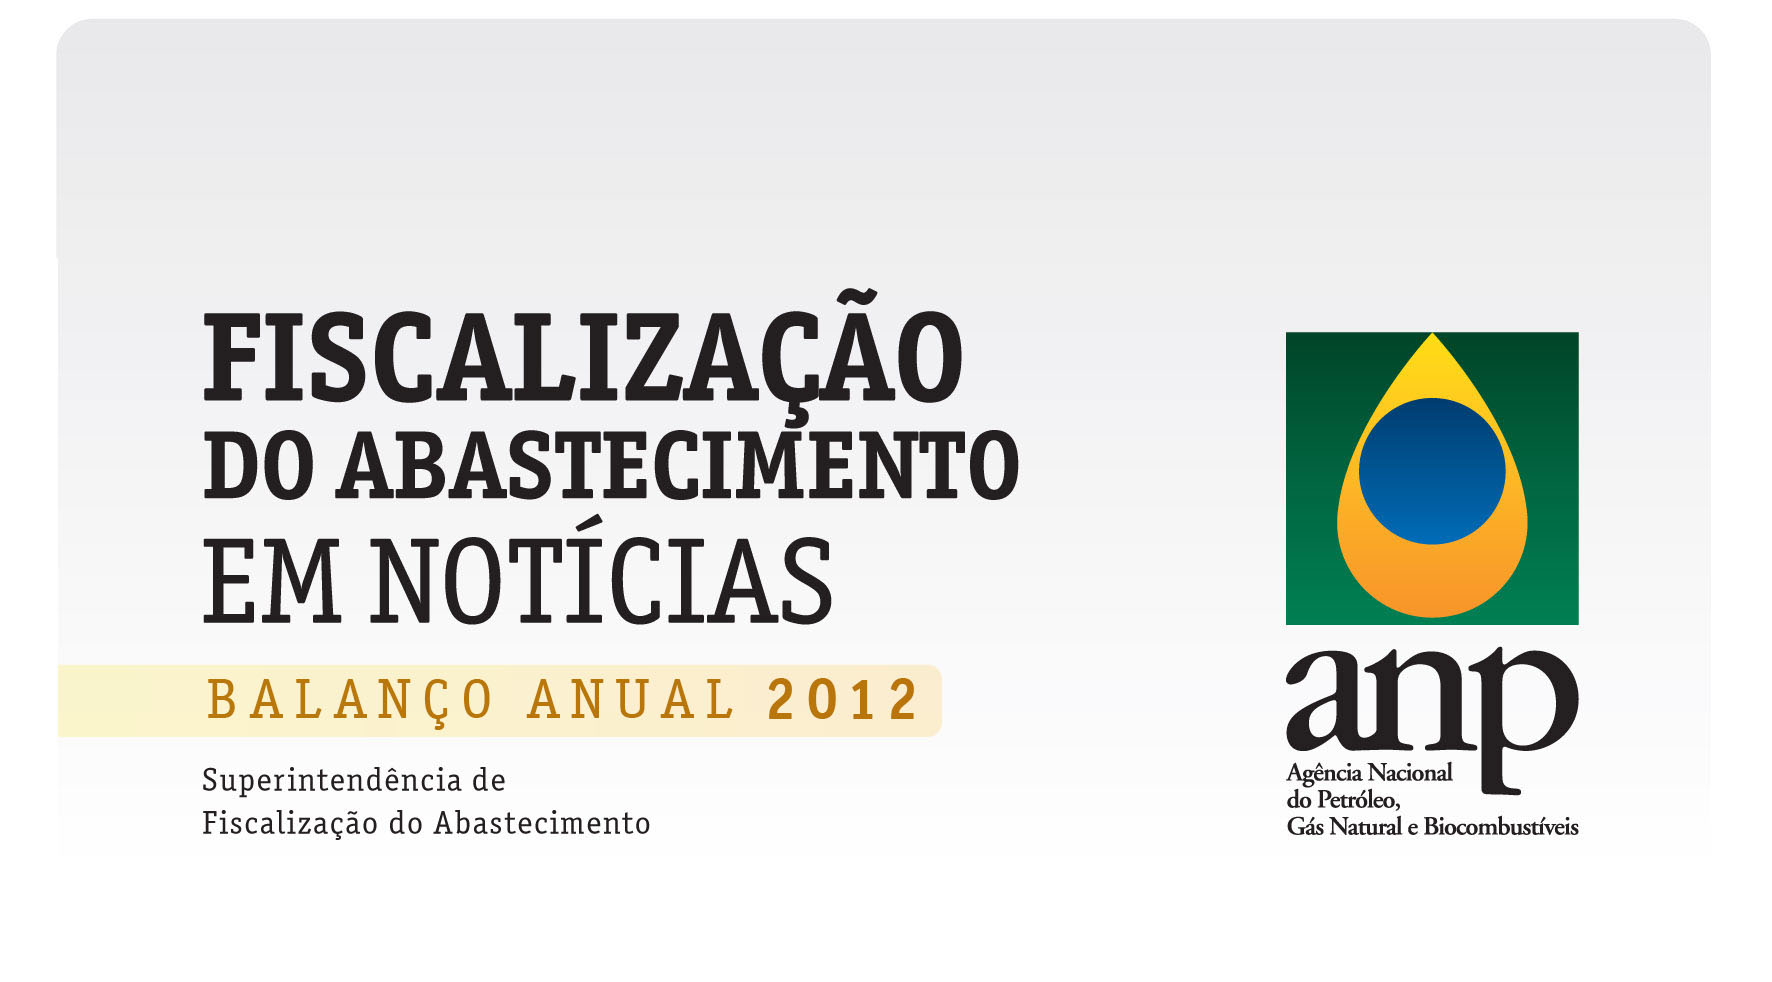 FISCALIZAÇÃO
DO ABASTECIMENTO
EM NOTÍCIAS
BALANÇO ANUAL 2012
Superintendência de
Fiscalização do Abastecimento
anp
Agência Nacional
do Petróleo,
Gás Natural e Biocombustíveis